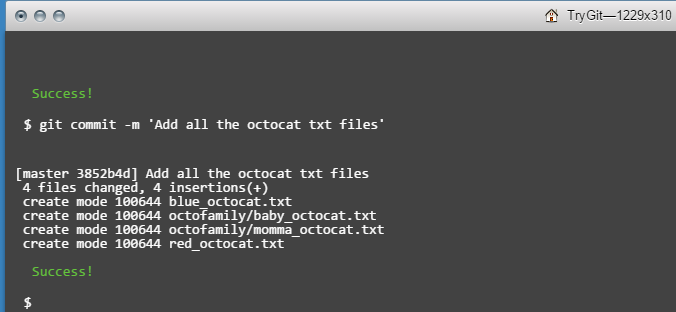 TryGit—1229x310
Success!
$ git commit -m 'Add all the octocat txt files'
[master 3852b4d] Add all the octocat txt files
4 files changed, 4 insertions(+)
create mode 100644 blue_octocat.txt
create mode 100644 octofamily/baby_octocat.txt
create mode 100644 octofamily/momma_octocat.txt
create mode 100644 red_octocat.txt
Success!
$